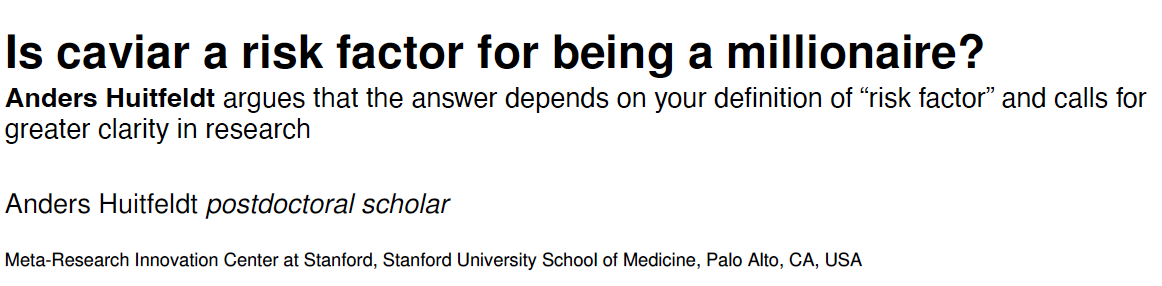 Is caviar a risk factor for being a millionaire?
Anders Huitfeldt argues that the answer depends on your definition of “risk factor” and calls for
greater clarity in research
Anders Huitfeldt postdoctoral scholar
Meta-Research Innovation Center at Stanford, Stanford University School of Medicine, Palo Alto, CA, USA